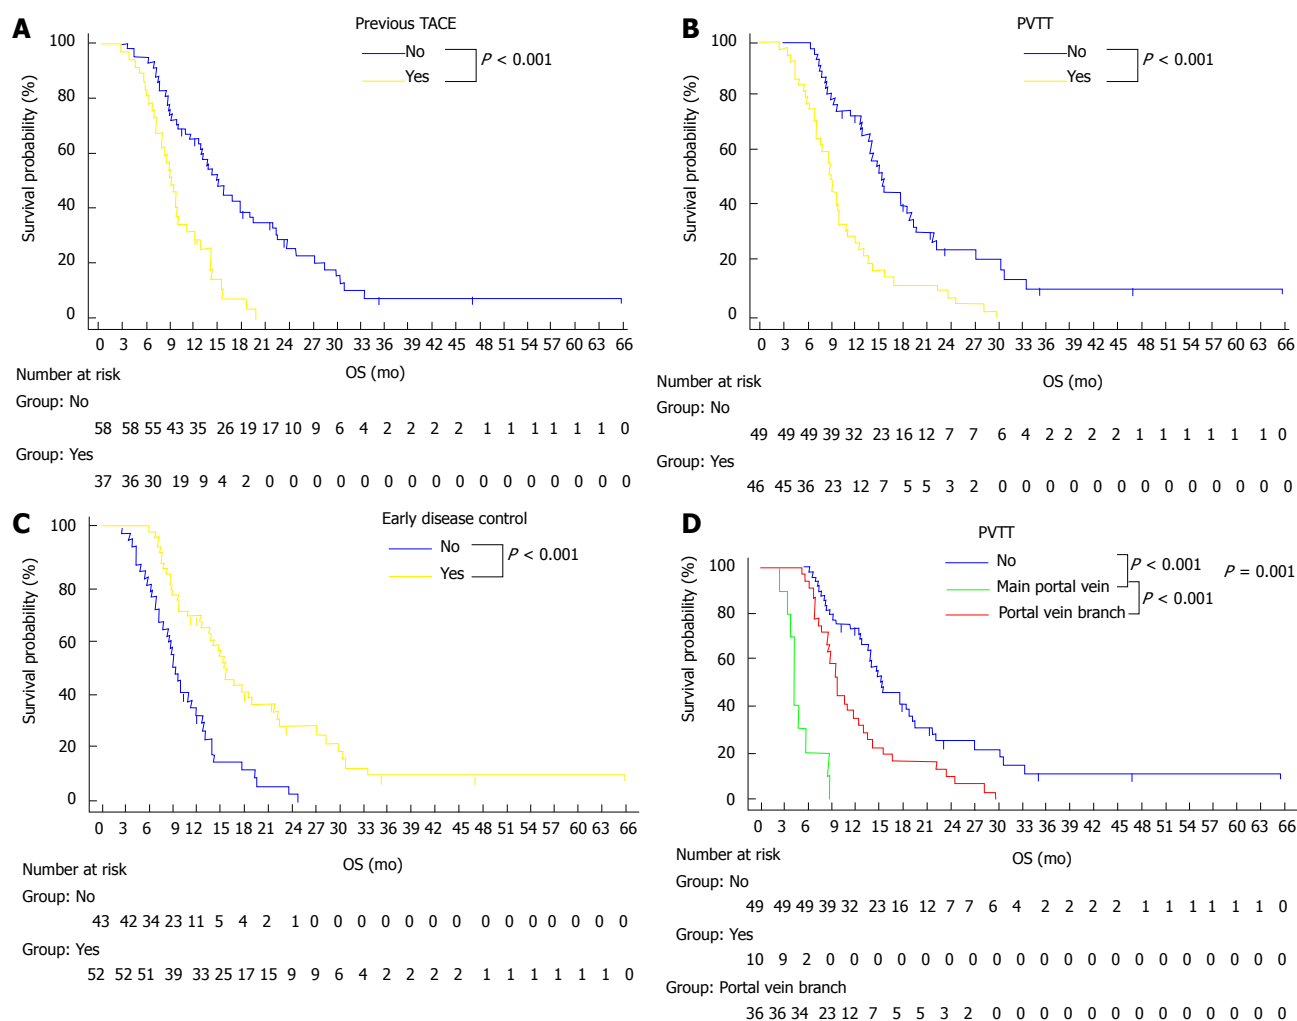 A
Previous TACE
No
Yes
P < 0.001
Survival probability (%)
100
80
60
40
20
0
0 3 6 9 12 15 18 21 24 27 30 33 36 39 42 45 48 51 54 57 60 63 66
OS (mo)
Number at risk
Group: No
58 58 55 43 35 26 19 17 10 9 6 4 2 2 2 2 1 1 1 1 1 0
Group: Yes
37 36 30 19 9 4 2 0 0 0 0 0 0 0 0 0 0 0 0 0 0 0 0
B
PVTT
No
Yes
P < 0.001
Survival probability (%)
100
80
60
40
20
0
0 3 6 9 12 15 18 21 24 27 30 33 36 39 42 45 48 51 54 57 60 63 66
OS (mo)
Number at risk
Group: No
49 49 49 39 32 23 16 12 7 7 6 4 2 2 2 2 1 1 1 1 1 1 0
Group: Yes
46 45 36 23 12 7 5 5 3 2 0 0 0 0 0 0 0 0 0 0 0 0 0
C
Early disease control
No
Yes
P < 0.001
Survival probability (%)
100
80
60
40
20
0
0 3 6 9 12 15 18 21 24 27 30 33 36 39 42 45 48 51 54 57 60 63 66
OS (mo)
Number at risk
Group: No
43 42 34 23 11 5 4 2 1 0 0 0 0 0 0 0 0 0 0 0 0 0 0
Group: Yes
52 52 51 39 33 25 17 15 9 9 6 4 2 2 2 2 1 1 1 1 1 1 0
D
PVTT
No
Main portal vein
Portal vein branch
P < 0.001
P < 0.001
P = 0.001
Survival probability (%)
100
80
60
40
20
0
0 3 6 9 12 15 18 21 24 27 30 33 36 39 42 45 48 51 54 57 60 63 66
OS (mo)
Number at risk
Group: No
49 49 49 39 32 23 16 12 7 7 6 4 2 2 2 2 1 1 1 1 1 1 0
Group: Yes
10 9 2 0 0 0 0 0 0 0 0 0 0 0 0 0 0 0 0 0 0 0 0
Group: Portal vein branch
36 36 34 23 12 7 5 5 3 2 0 0 0 0 0 0 0 0 0 0 0 0 0